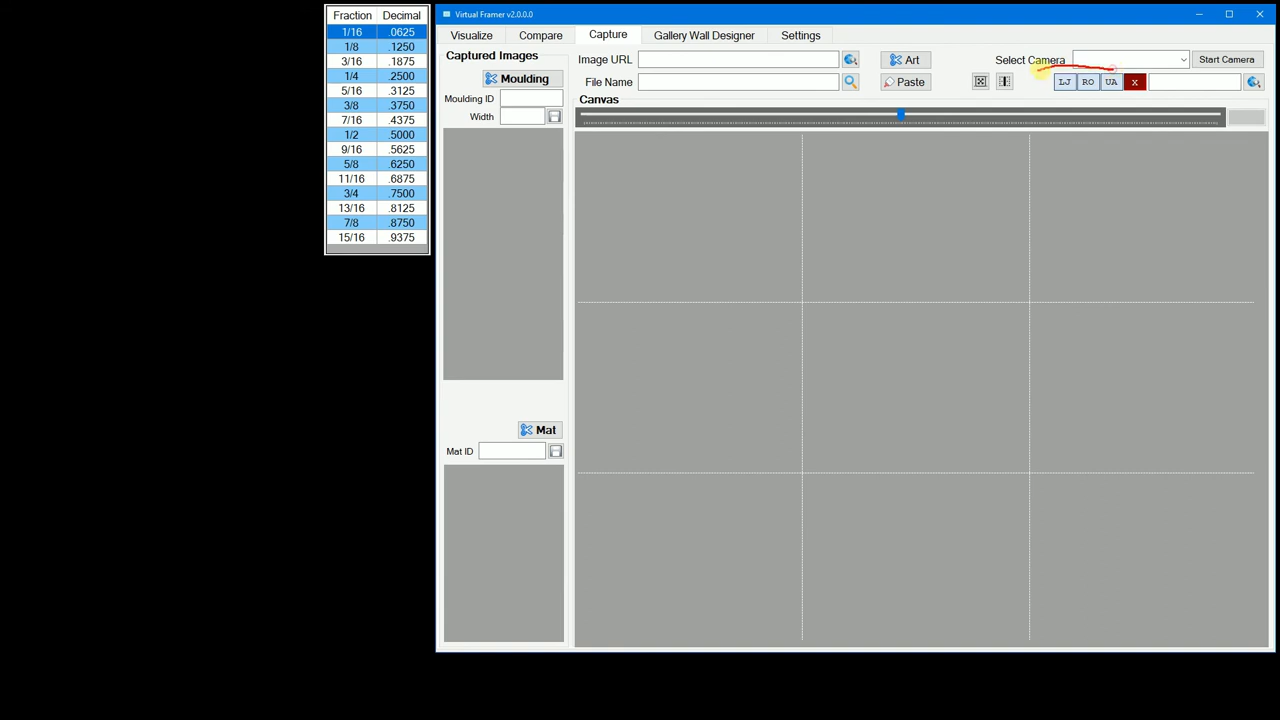 Fraction Decimal
1/16 .0625
1/8 .1250
3/16 .1875
1/4 .2500
5/16 .3125
3/8 .3750
7/16 .4375
1/2 .5000
9/16 .5625
5/8 .6250
11/16 .6875
3/4 .7500
13/16 .8125
7/8 .8750
15/16 .9375
Virtual Framer v2.0.0.0
Visualize Compare Capture Gallery Wall Designer Settings
Captured Images
Moulding
Moulding ID
Width
Mat
Mat ID
Image URL Art Select Camera Start Camera
File Name Paste LJ RO UA x
Canvas